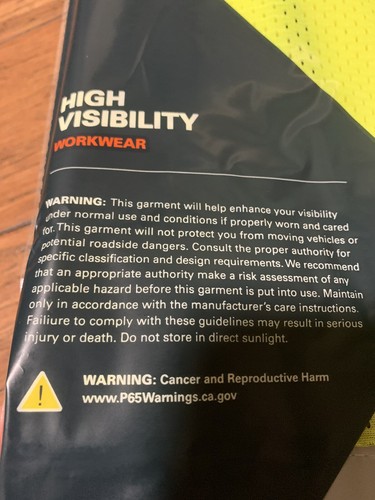 HIGH
VISIBILITY
WORKWEAR
WARNING: This garment will help enhance your visibility
under normal use and conditions if properly worn and cared
for. This garment will not protect you from moving vehicles or
potential roadside dangers. Consult the proper authority for
specific classification and design requirements. We recommend
that an appropriate authority make a risk assessment of any
applicable hazard before this garment is put into use. Maintain
only in accordance with the manufacturer's care instructions.
Failiure to comply with these guidelines may result in serious
injury or death. Do not store in direct sunlight.
WARNING: Cancer and Reproductive Harm
www.P65Warnings.ca.gov